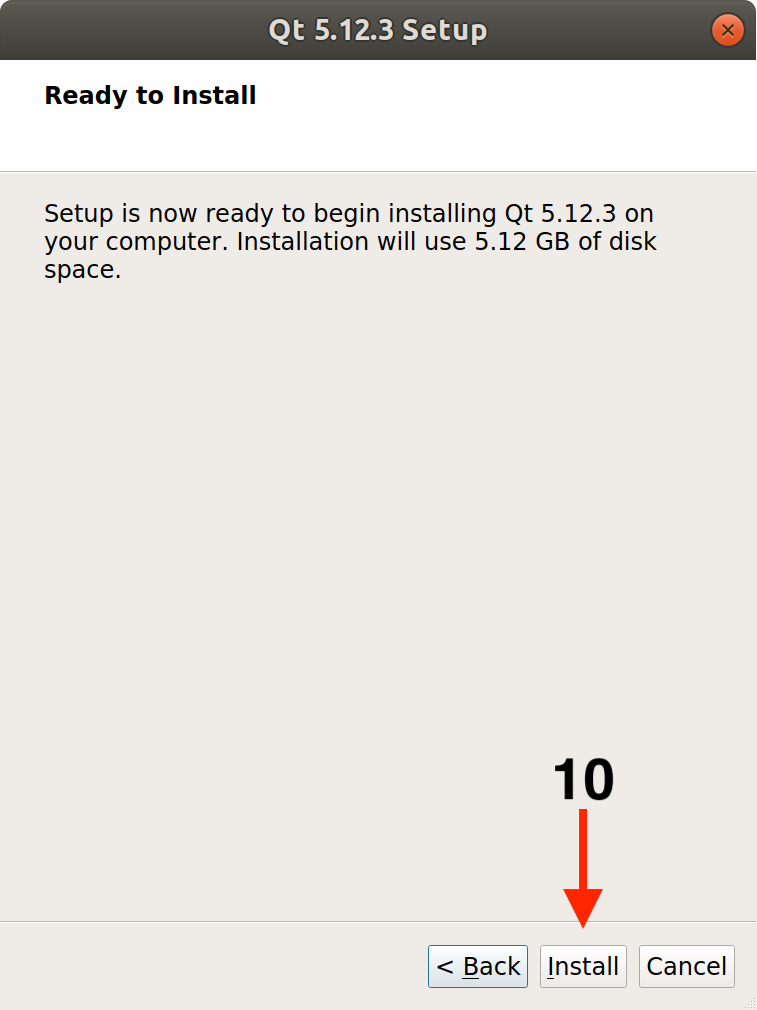 Qt 5.12.3 Setup
Ready to Install
Setup is now ready to begin installing Qt 5.12.3 on
your computer. Installation will use 5.12 GB of disk
space.
10
< Back Install Cancel